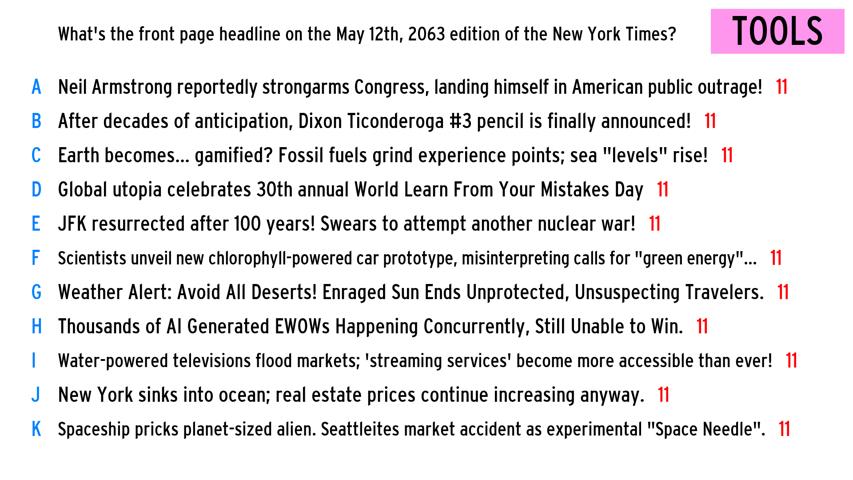 What's the front page headline on the May 12th, 2063 edition of the New York Times? TOOLS
A Neil Armstrong reportedly strongarms Congress, landing himself in American public outrage! 11
B After decades of anticipation, Dixon Ticonderoga #3 pencil is finally announced! 11
C Earth becomes... gamified? Fossil fuels grind experience points; sea "levels" rise! 11
D Global utopia celebrates 30th annual World Learn From Your Mistakes Day 11
E JFK resurrected after 100 years! Swears to attempt another nuclear war! 11
F Scientists unveil new chlorophyll-powered car prototype, misinterpreting calls for "green energy"... 11
G Weather Alert: Avoid All Deserts! Enraged Sun Ends Unprotected, Unsuspecting Travelers. 11
H Thousands of AI Generated EWOWs Happening Concurrently, Still Unable to Win. 11
I Water-powered televisions flood markets; 'streaming services' become more accessible than ever! 11
J New York sinks into ocean; real estate prices continue increasing anyway. 11
K Spaceship pricks planet-sized alien. Seattleites market accident as experimental "Space Needle". 11